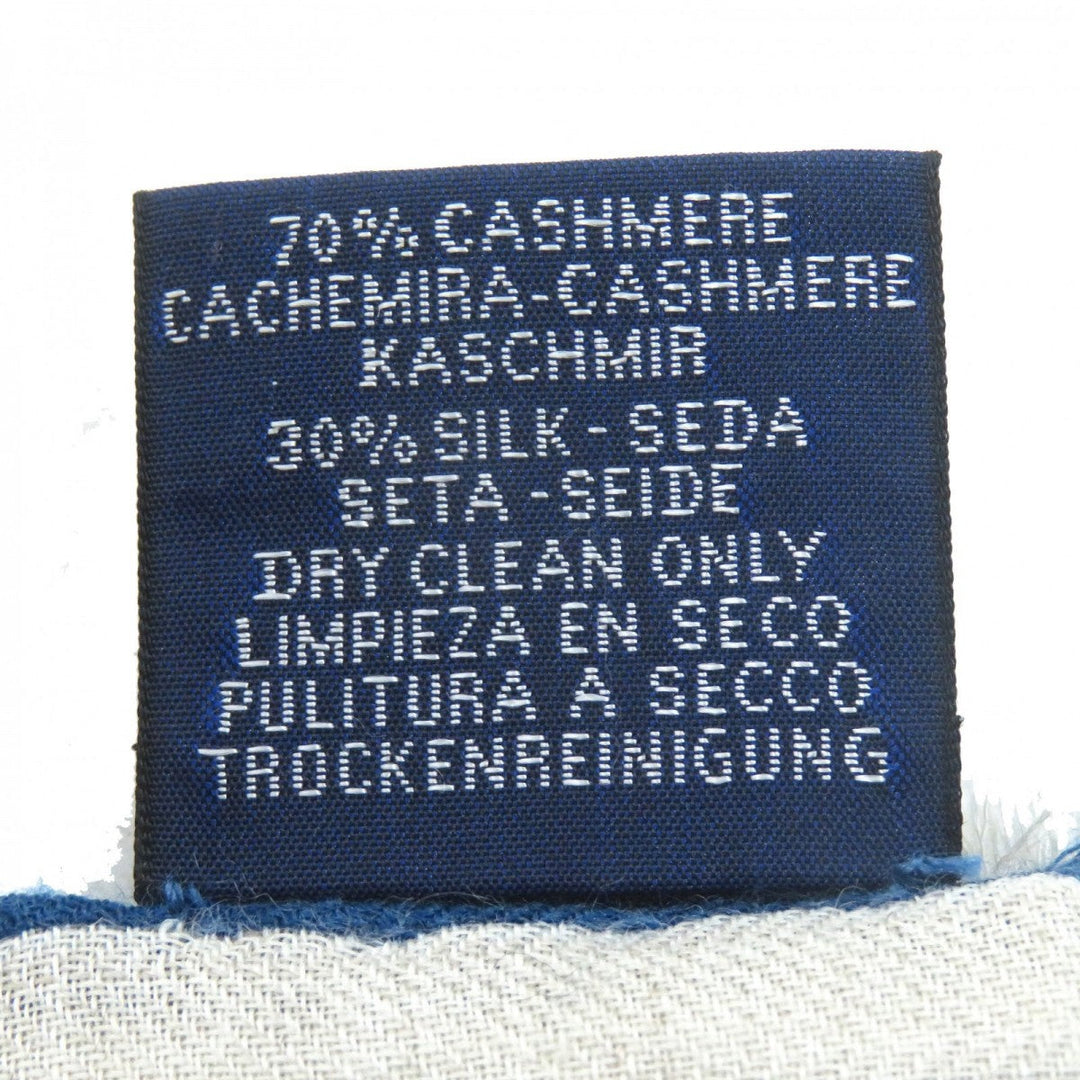 70% CASHMERE
CACHEMIRA-CASHMERE
KASCHMIR
30% SILK - SEDA
SETA - SEIDE
DRY CLEAN ONLY
LIMPIEZA EN SECO
PULITURA A SECCO
TROCKENREINIGUNG